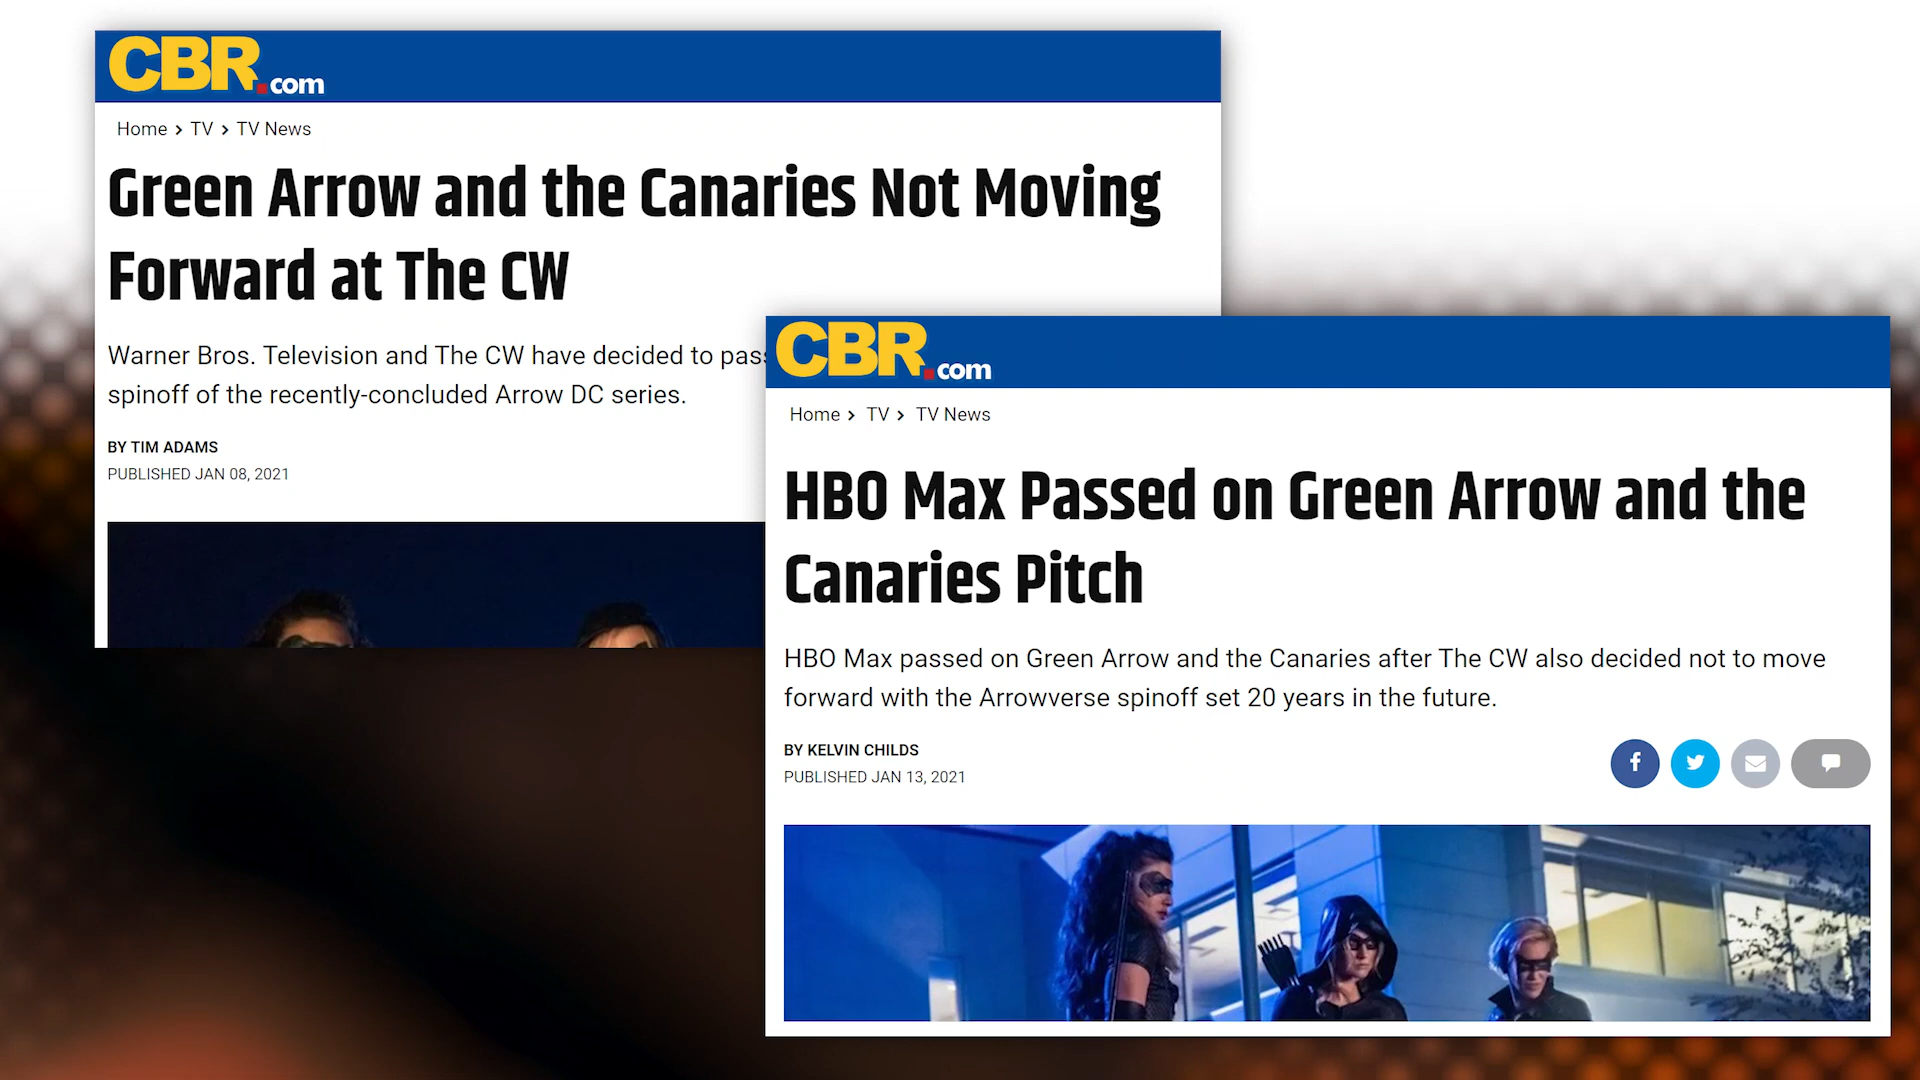 CBR.com
Home > TV > TV News
Green Arrow and the Canaries Not Moving
Forward at The CW
Warner Bros. Television and The CW have decided to pass
spinoff of the recently-concluded Arrow DC series.
BY TIM ADAMS
PUBLISHED JAN 08, 2021
CBR.com
Home > TV > TV News
HBO Max Passed on Green Arrow and the
Canaries Pitch
HBO Max passed on Green Arrow and the Canaries after The CW also decided not to move
forward with the Arrowverse spinoff set 20 years in the future.
BY KELVIN CHILDS
PUBLISHED JAN 13, 2021